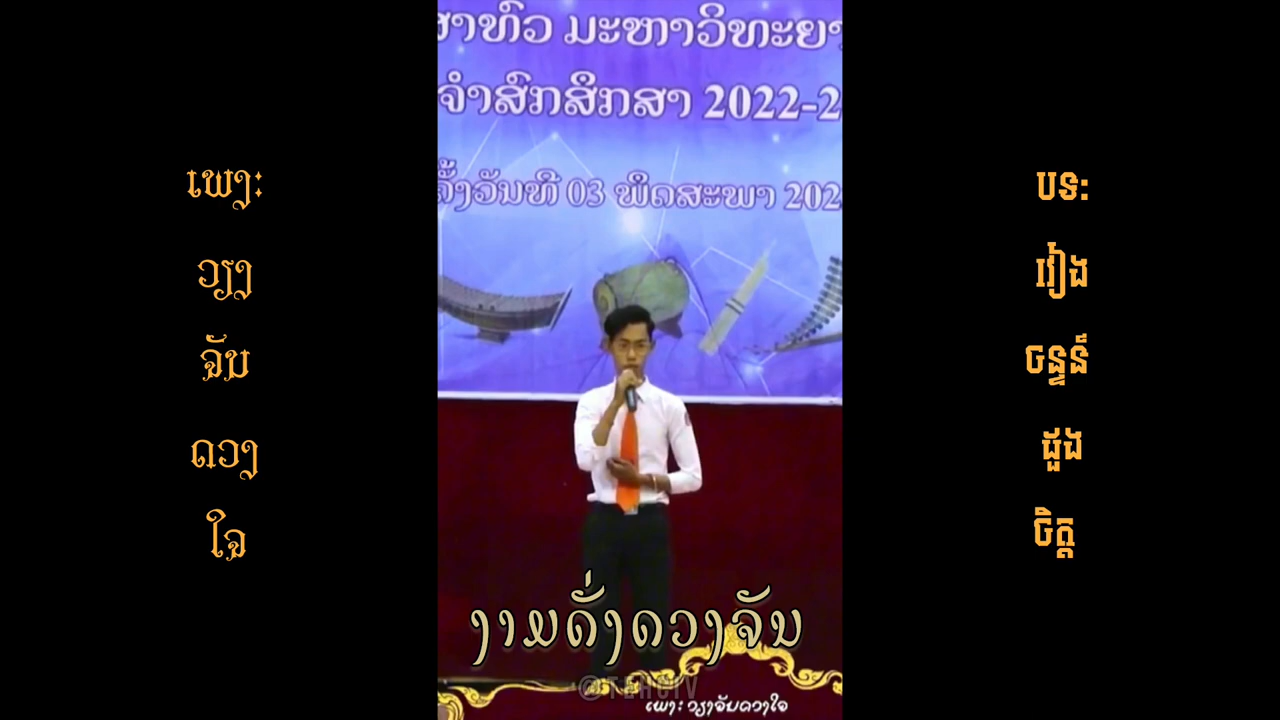 ສາທົວ ມະຫາວິທະຍາ
ຈຳສົກສຶກສາ 2022-2
ຄັ້ງວັນທີ 03 ພຶດສະພາ 202
ເພງ:
ວຽງ
ຈັນ
ດວງ
ໃຈ
បទ:
វៀង
ចន្ទន៍
ដួង
ចិត្ត
ງາມດັ່ງດວງຈັນ
ເພງ: ວຽງຈັນດວງໃຈ